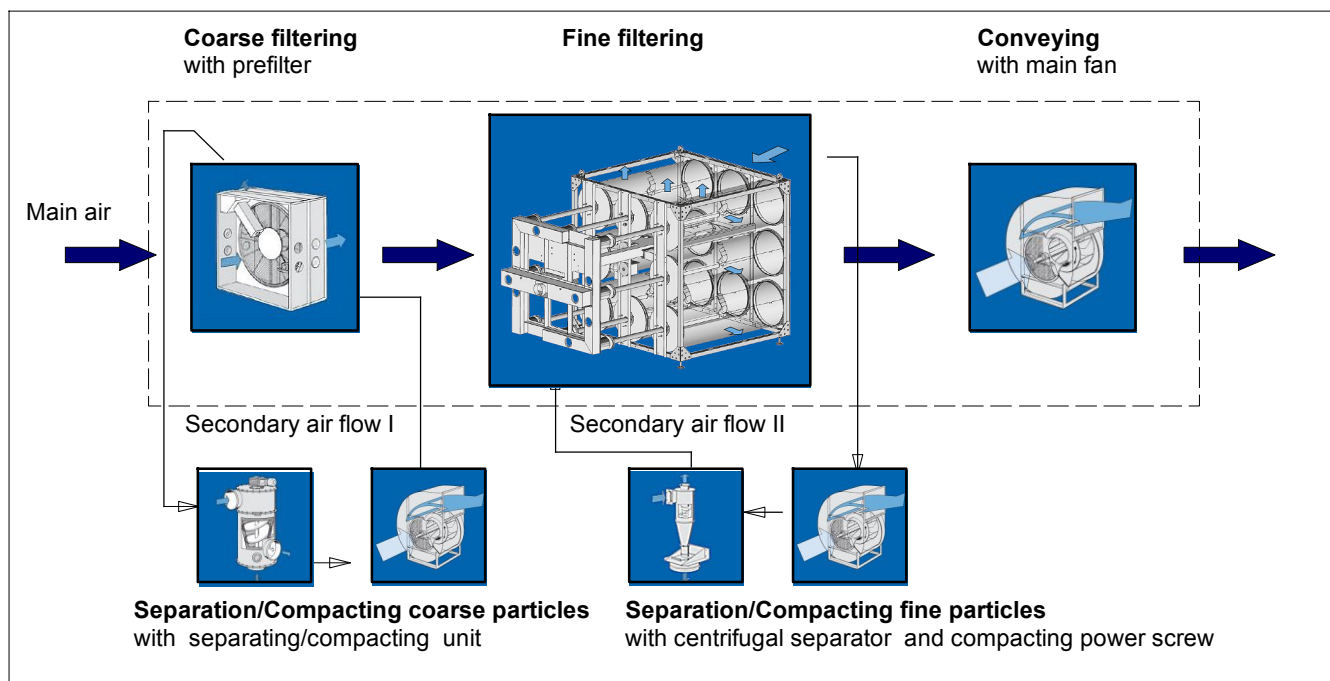 Coarse filtering
with prefilter
Fine filtering
Conveying
with main fan
Main air
Secondary air flow I
Secondary air flow II
Separation/Compacting coarse particles
with separating/compacting unit
Separation/Compacting fine particles
with centrifugal separator and compacting power screw